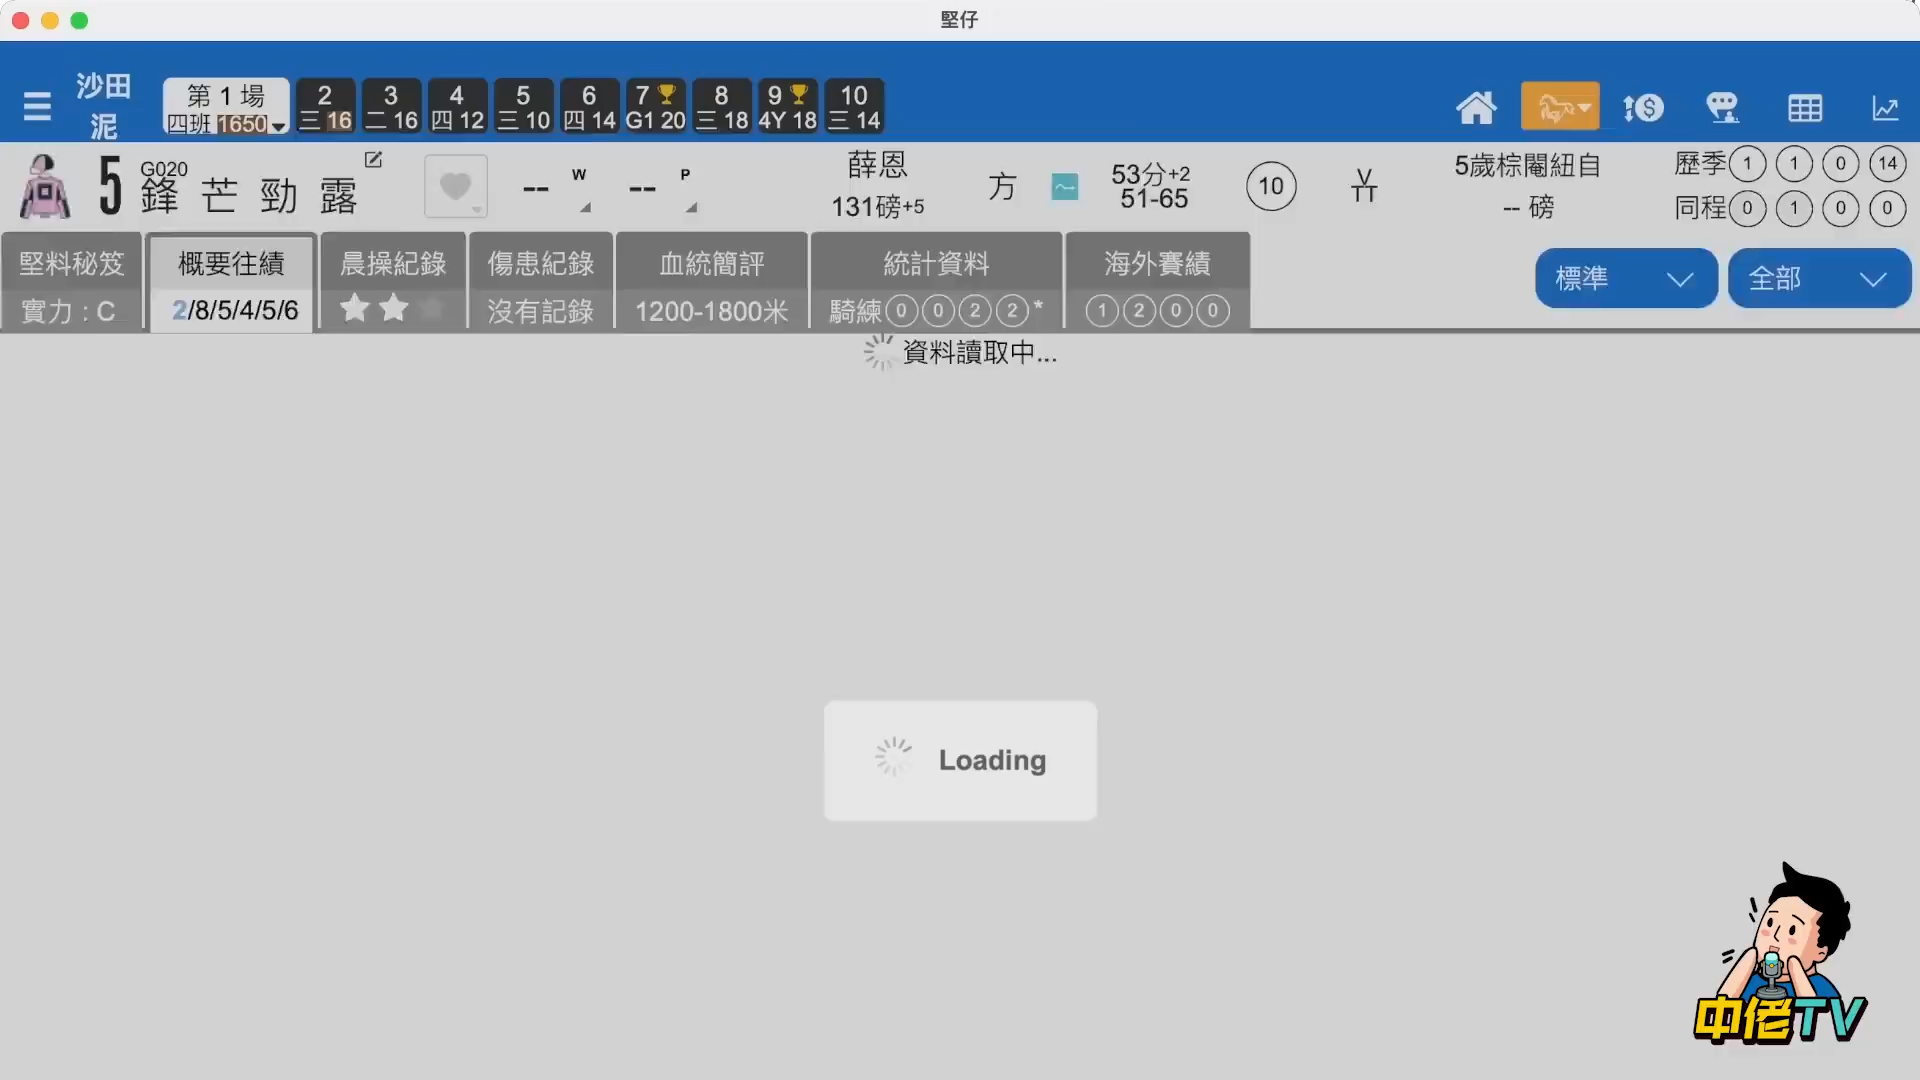 堅仔
沙田
泥
第 1 場
四班 1650
2
三 16
3
二 16
4
四 12
5
三 10
6
四 14
7
G1 20
8
三 18
9
4Y 18
10
三 14
5
G020
鋒芒勁露
-- W
-- P
薛恩
131磅+5
方
53分+2
51-65
10
5歲棕閹紐自
-- 磅
歷季 1 1 0 14
同程 0 1 0 0
堅料秘笈
實力 : C
概要往績
2/8/5/4/5/6
晨操紀錄
傷患紀錄
沒有記錄
血統簡評
1200-1800米
統計資料
騎練 0 0 2 2 *
海外賽績
1 2 0 0
標準
全部
資料讀取中...
Loading
中佬TV